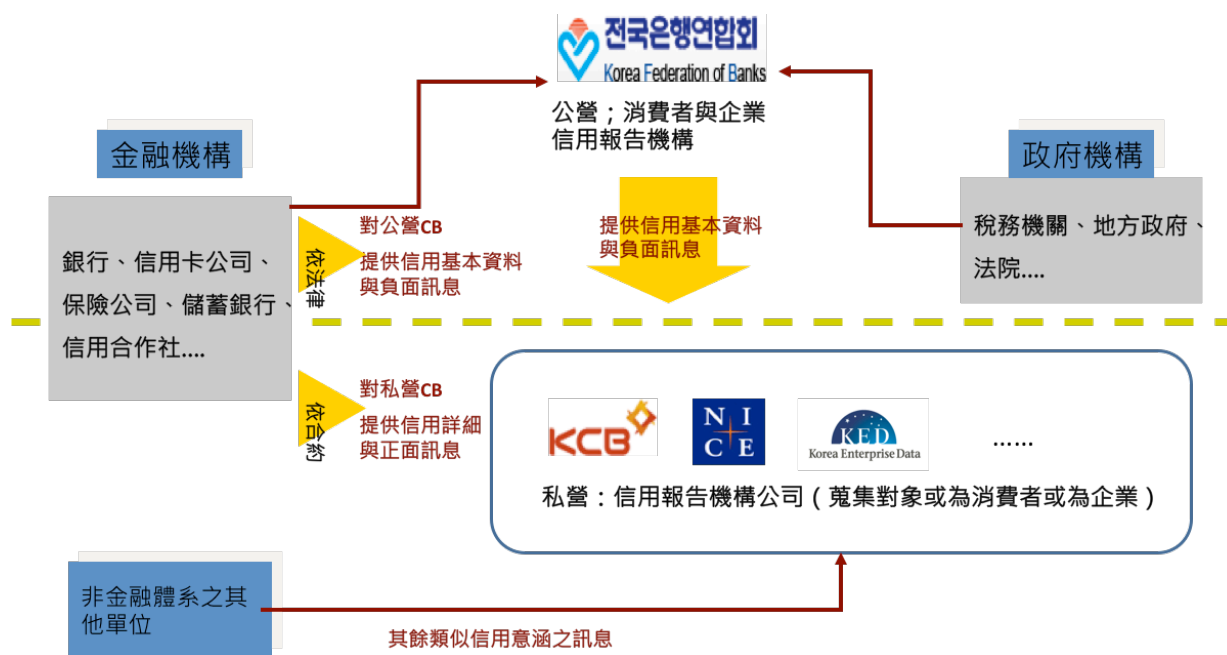 전국은행연합회
Korea Federation of Banks
公營；消費者與企業
信用報告機構
金融機構
政府機構
銀行、信用卡公司、
保險公司、儲蓄銀行、
信用合作社....
依法律
對公營CB
提供信用基本資料
與負面訊息
提供信用基本資料
與負面訊息
稅務機關、地方政府、
法院....
依合約
對私營CB
提供信用詳細
與正面訊息
KCB
N I
C E
KED
Korea Enterprise Data
......
私營：信用報告機構公司（蒐集對象或為消費者或為企業）
非金融體系之其
他單位
其餘類似信用意涵之訊息